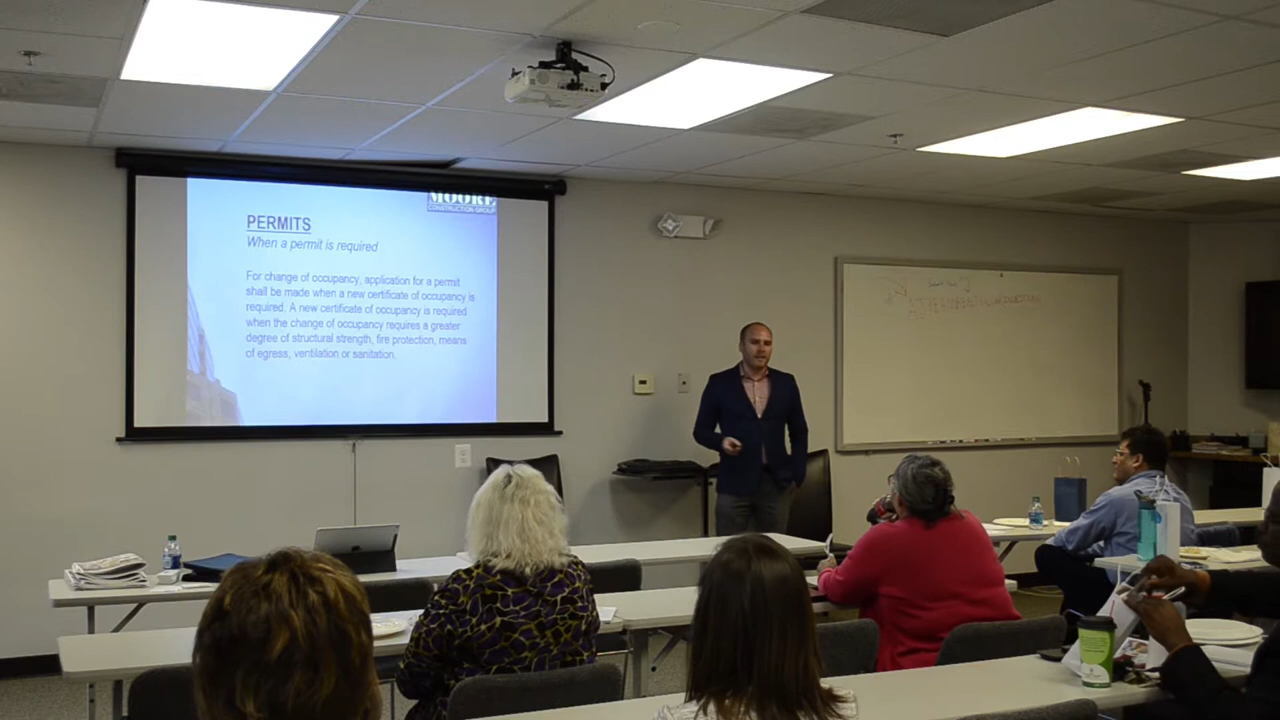 MOORE
CONSTRUCTION GROUP
PERMITS
When a permit is required
For change of occupancy, application for a permit
shall be made when a new certificate of occupancy is
required. A new certificate of occupancy is required
when the change of occupancy requires a greater
degree of structural strength, fire protection, means
of egress, ventilation or sanitation.